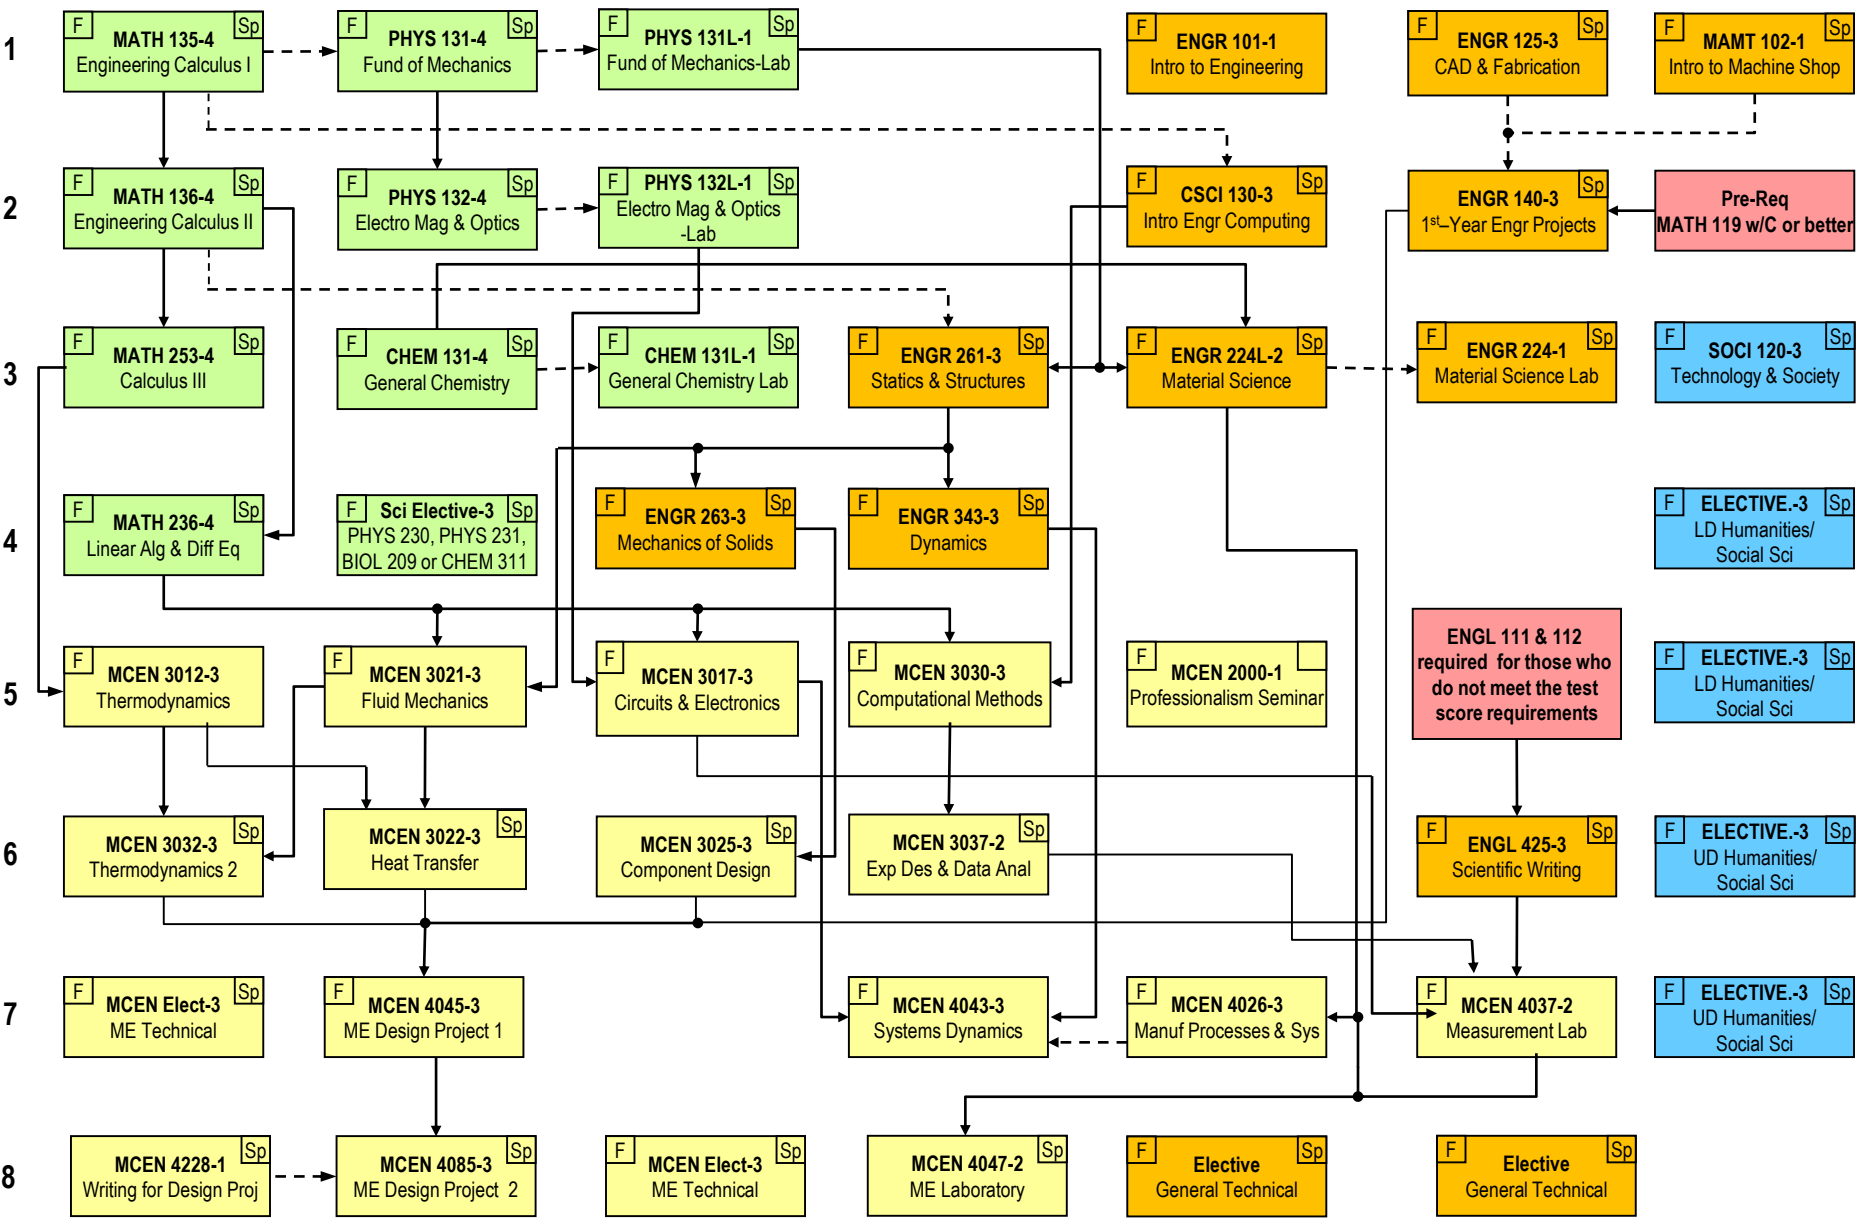 1
F
Sp
MATH 135-4
Engineering Calculus I
F
Sp
PHYS 131-4
Fund of Mechanics
F
Sp
PHYS 131L-1
Fund of Mechanics-Lab
F
ENGR 101-1
Intro to Engineering
F
Sp
ENGR 125-3
CAD & Fabrication
F
Sp
MAMT 102-1
Intro to Machine Shop
2
F
Sp
MATH 136-4
Engineering Calculus II
F
Sp
PHYS 132-4
Electro Mag & Optics
F
Sp
PHYS 132L-1
Electro Mag & Optics
-Lab
F
Sp
CSCI 130-3
Intro Engr Computing
F
Sp
ENGR 140-3
1st–Year Engr Projects
Pre-Req
MATH 119 w/C or better
3
F
Sp
MATH 253-4
Calculus III
F
Sp
CHEM 131-4
General Chemistry
F
Sp
CHEM 131L-1
General Chemistry Lab
F
Sp
ENGR 261-3
Statics & Structures
F
Sp
ENGR 224L-2
Material Science
F
Sp
ENGR 224-1
Material Science Lab
F
Sp
SOCI 120-3
Technology & Society
4
F
Sp
MATH 236-4
Linear Alg & Diff Eq
F
Sp
Sci Elective-3
PHYS 230, PHYS 231,
BIOL 209 or CHEM 311
F
Sp
ENGR 263-3
Mechanics of Solids
F
Sp
ENGR 343-3
Dynamics
F
Sp
ELECTIVE.-3
LD Humanities/
Social Sci
5
F
MCEN 3012-3
Thermodynamics
F
MCEN 3021-3
Fluid Mechanics
F
MCEN 3017-3
Circuits & Electronics
F
MCEN 3030-3
Computational Methods
F
MCEN 2000-1
Professionalism Seminar
ENGL 111 & 112
required for those who
do not meet the test
score requirements
F
Sp
ELECTIVE.-3
LD Humanities/
Social Sci
6
Sp
MCEN 3032-3
Thermodynamics 2
Sp
MCEN 3022-3
Heat Transfer
Sp
MCEN 3025-3
Component Design
Sp
MCEN 3037-2
Exp Des & Data Anal
F
Sp
ENGL 425-3
Scientific Writing
F
Sp
ELECTIVE.-3
UD Humanities/
Social Sci
7
F
Sp
MCEN Elect-3
ME Technical
F
MCEN 4045-3
ME Design Project 1
F
MCEN 4043-3
Systems Dynamics
F
Sp
MCEN 4026-3
Manuf Processes & Sys
F
MCEN 4037-2
Measurement Lab
F
Sp
ELECTIVE.-3
UD Humanities/
Social Sci
8
Sp
MCEN 4228-1
Writing for Design Proj
Sp
MCEN 4085-3
ME Design Project 2
F
Sp
MCEN Elect-3
ME Technical
Sp
MCEN 4047-2
ME Laboratory
F
Sp
Elective
General Technical
F
Sp
Elective
General Technical